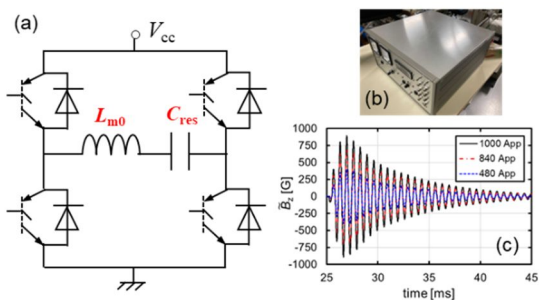 (a)
Vcc
Lm0
Cres
(b)
1000
750
500
250
0
-250
-500
-750
-1000
B̃z [G]
1000 App
840 App
480 App
(c)
25 30 35 40 45
time [ms]